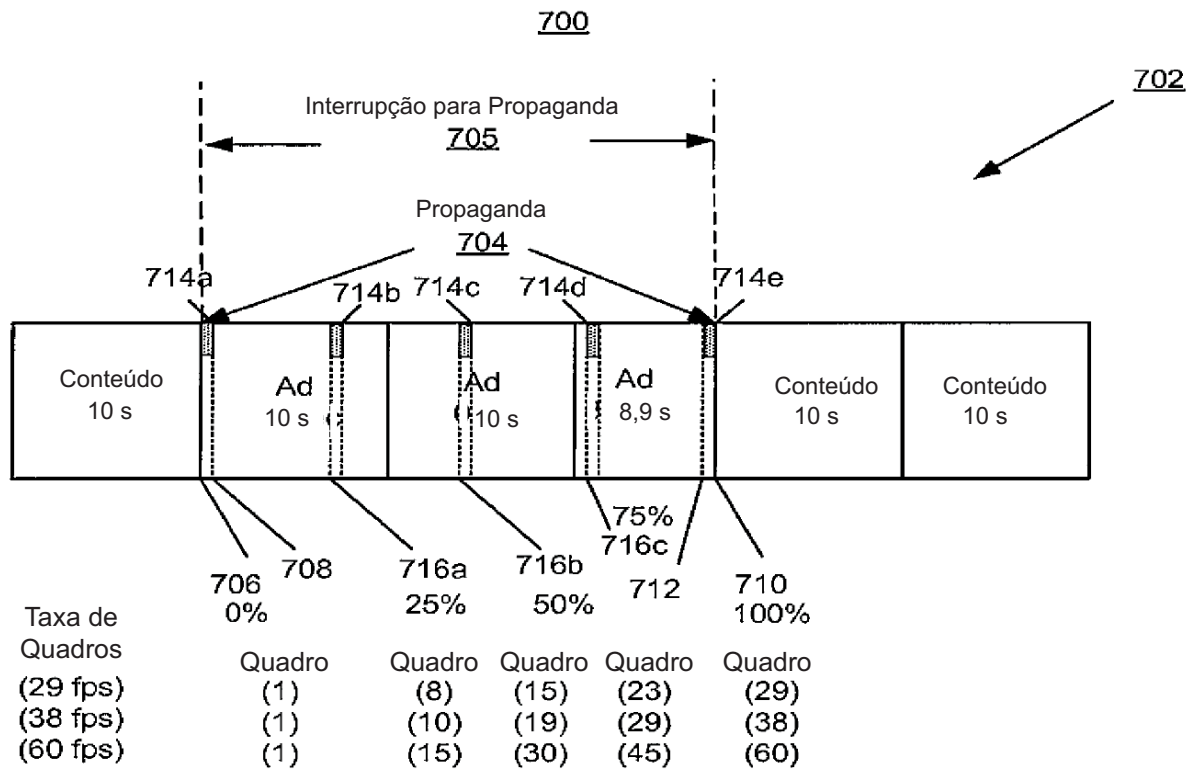 700
702
Interrupção para Propaganda
705
Propaganda
704
714a
714b
714c
714d
714e
Conteúdo
10 s
Ad
10 s
Ad
10 s
Ad
8,9 s
Conteúdo
10 s
Conteúdo
10 s
706
0%
708
716a
25%
716b
50%
75%
716c
712
710
100%
Taxa de
Quadros
Quadro Quadro Quadro Quadro Quadro
(29 fps) (1) (8) (15) (23) (29)
(38 fps) (1) (10) (19) (29) (38)
(60 fps) (1) (15) (30) (45) (60)